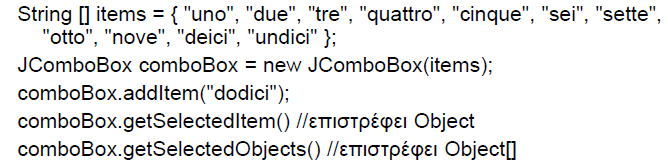 String [] items = { "uno", "due", "tre", "quattro", "cinque", "sei", "sette",
"otto", "nove", "deici", "undici" };
JComboBox comboBox = new JComboBox(items);
comboBox.addItem("dodici");
comboBox.getSelectedItem() //επιστρέφει Object
comboBox.getSelectedObjects() //επιστρέφει Object[]